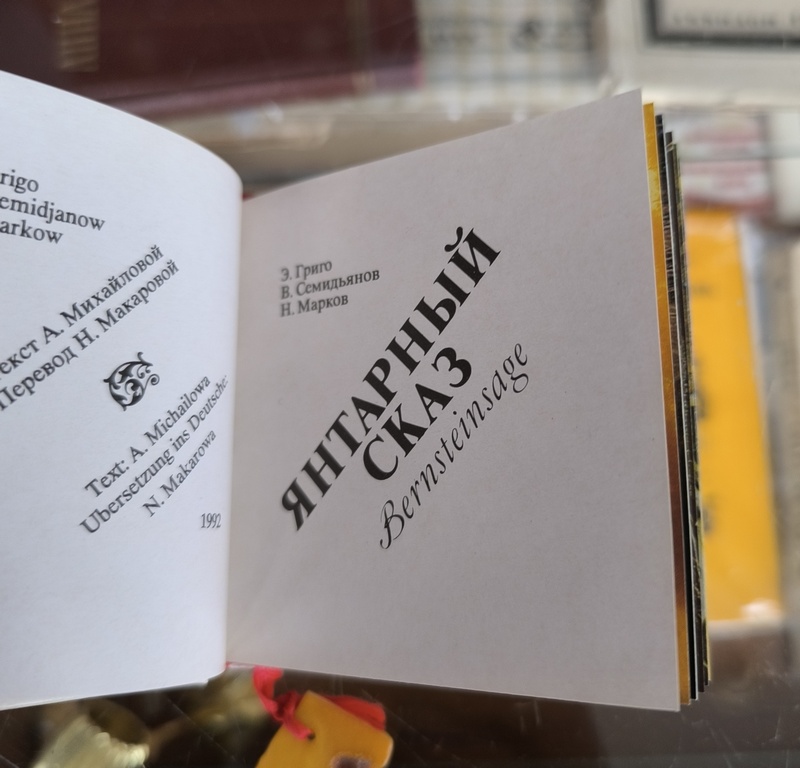 rigo
emidjanow
arkow
екст А. Михайловой
Перевод Н. Макаровой
Text: A. Michailowa
Übersetzung ins Deutsche:
N. Makarowa
1992
Э. Григо
В. Семидьянов
Н. Марков
ЯНТАРНЫЙ
СКАЗ
Bernsteinsage